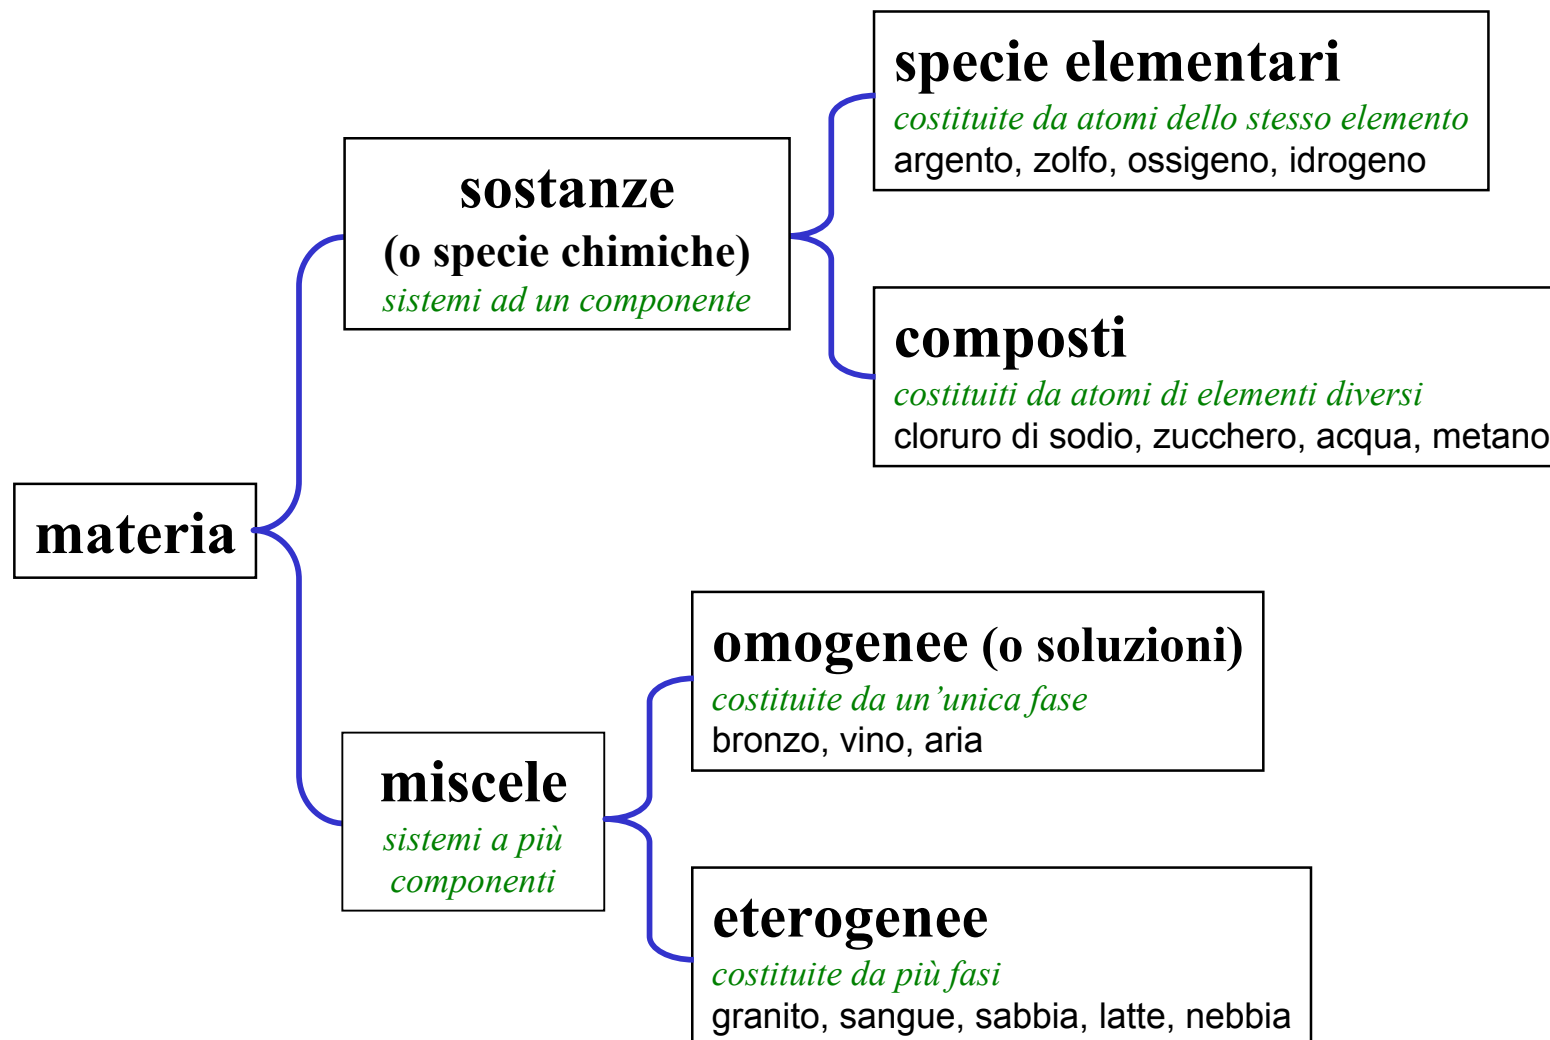 specie elementari
costituite da atomi dello stesso elemento
argento, zolfo, ossigeno, idrogeno
sostanze
(o specie chimiche)
sistemi ad un componente
composti
costituiti da atomi di elementi diversi
cloruro di sodio, zucchero, acqua, metano
materia
omogenee (o soluzioni)
costituite da un’unica fase
bronzo, vino, aria
miscele
sistemi a più
componenti
eterogenee
costituite da più fasi
granito, sangue, sabbia, latte, nebbia